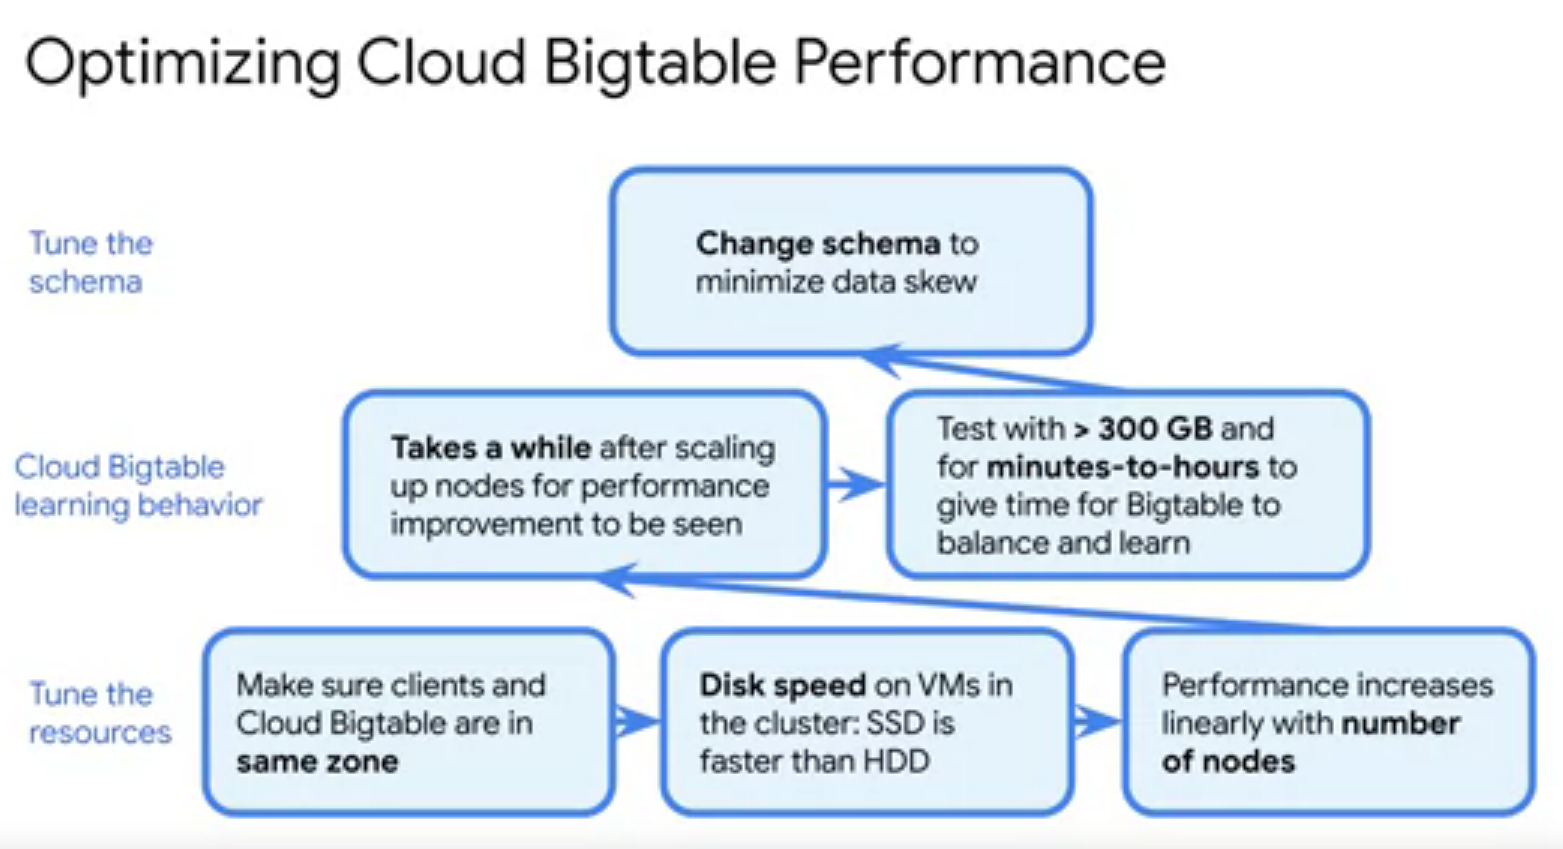 Optimizing Cloud Bigtable Performance
Tune the
schema
Change schema to
minimize data skew
Cloud Bigtable
learning behavior
Takes a while after scaling
up nodes for performance
improvement to be seen
Test with > 300 GB and
for minutes-to-hours to
give time for Bigtable to
balance and learn
Tune the
resources
Make sure clients and
Cloud Bigtable are in
same zone
Disk speed on VMs in
the cluster: SSD is
faster than HDD
Performance increases
linearly with number
of nodes